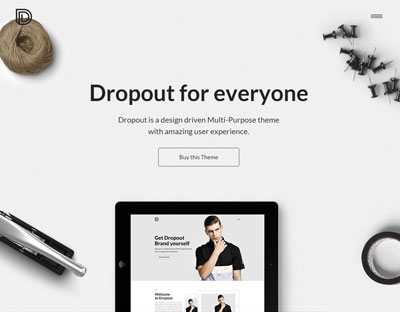 Dropout for everyone
Dropout is a design driven Multi-Purpose theme
with amazing user experience.
Buy this Theme
Get Dropout
Brand yourself
Welcome
to Dropout